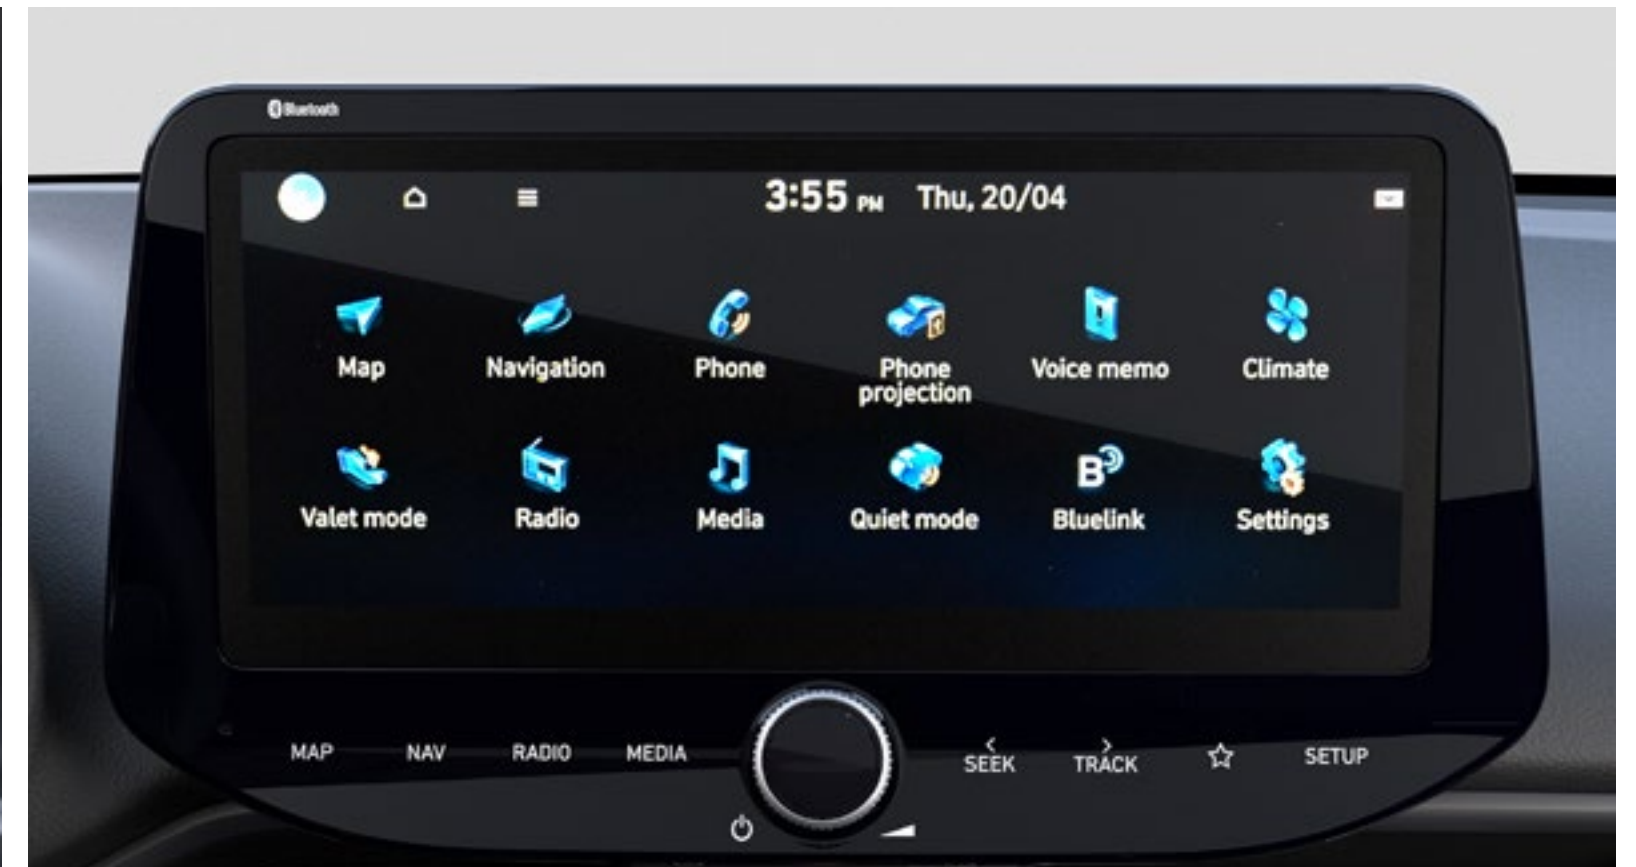 Bluetooth
3:55 PM Thu, 20/04
Map Navigation Phone Phone projection Voice memo Climate
Valet mode Radio Media Quiet mode Bluelink Settings
MAP NAV RADIO MEDIA SEEK TRACK SETUP